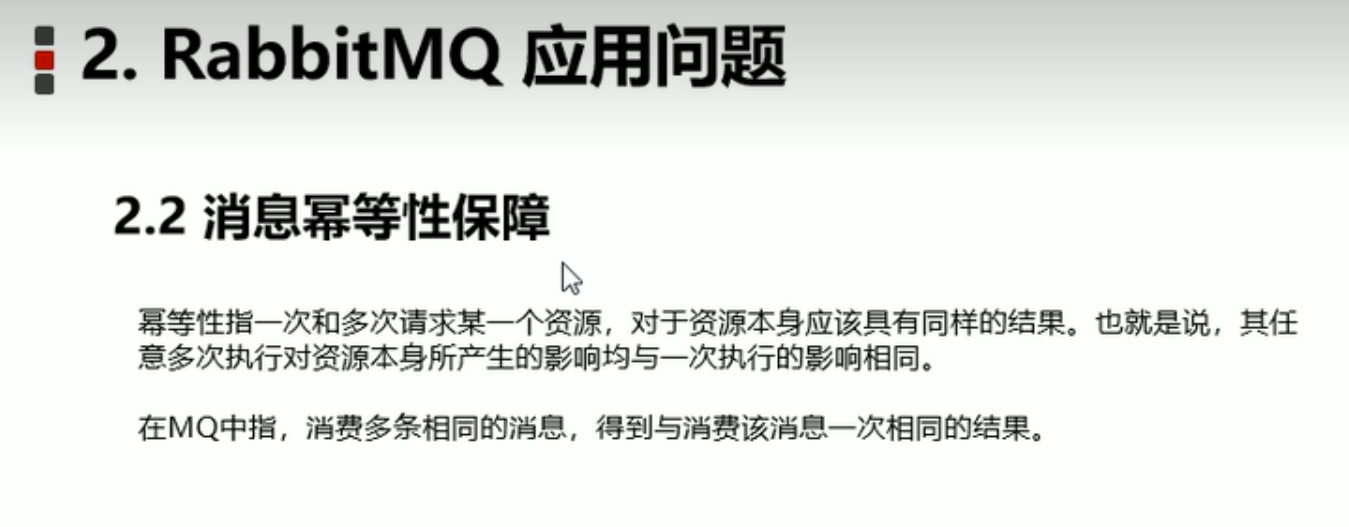 2. RabbitMQ 应用问题
2.2 消息幂等性保障
幂等性指一次和多次请求某一个资源，对于资源本身应该具有同样的结果。也就是说，其任
意多次执行对资源本身所产生的影响均与一次执行的影响相同。
在MQ中指，消费多条相同的消息，得到与消费该消息一次相同的结果。